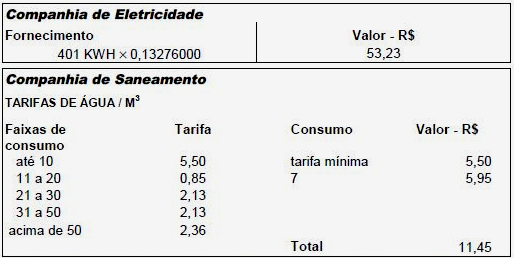 Companhia de Eletricidade
Fornecimento Valor - R$
401 KWH × 0,13276000 53,23
Companhia de Saneamento
TARIFAS DE ÁGUA / M³
Faixas de consumo Tarifa Consumo Valor - R$
até 10 5,50 tarifa mínima 5,50
11 a 20 0,85 7 5,95
21 a 30 2,13
31 a 50 2,13
acima de 50 2,36
Total 11,45